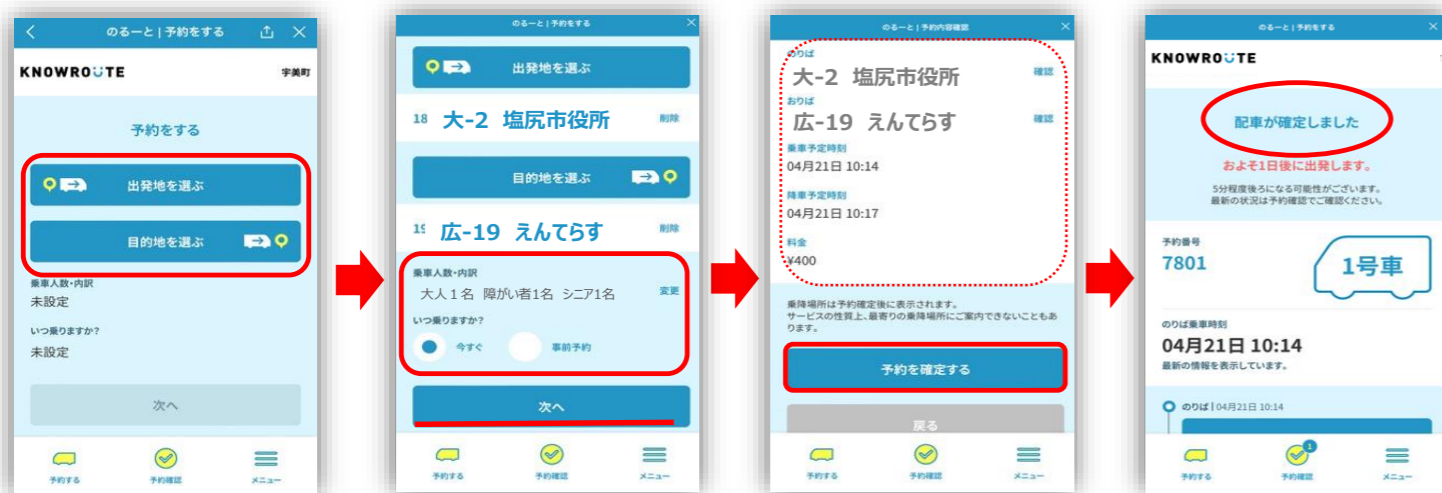 のるーと | 予約をする
KNOWROUTE
宇美町
予約をする
出発地を選ぶ
目的地を選ぶ
乗車人数・内訳
未設定
いつ乗りますか?
未設定
次へ
予約する
予約確認
メニュー
のるーと | 予約をする
出発地を選ぶ
18 大-2 塩尻市役所
削除
目的地を選ぶ
19 広-19 えんてらす
削除
乗車人数・内訳
大人1名 障がい者1名 シニア1名
変更
いつ乗りますか?
今すぐ
事前予約
次へ
予約する
予約確認
メニュー
のるーと | 予約内容確認
のりば
大-2 塩尻市役所
確認
おりば
広-19 えんてらす
確認
乗車予定時刻
04月21日 10:14
降車予定時刻
04月21日 10:17
料金
¥400
乗降場所は予約確定後に表示されます。
サービスの性質上、最寄りの乗降場所にご案内できないこともあ
ります。
予約を確定する
戻る
予約する
予約確認
メニュー
のるーと | 予約をする
KNOWROUTE
配車が確定しました
およそ1日後に出発します。
5分程度後ろになる可能性がございます。
最新の状況は予約確認でご確認ください。
予約番号
7801
1号車
のりば乗車時刻
04月21日 10:14
最新の情報を表示しています。
のりば | 04月21日 10:14
予約する
1
予約確認
メニュー